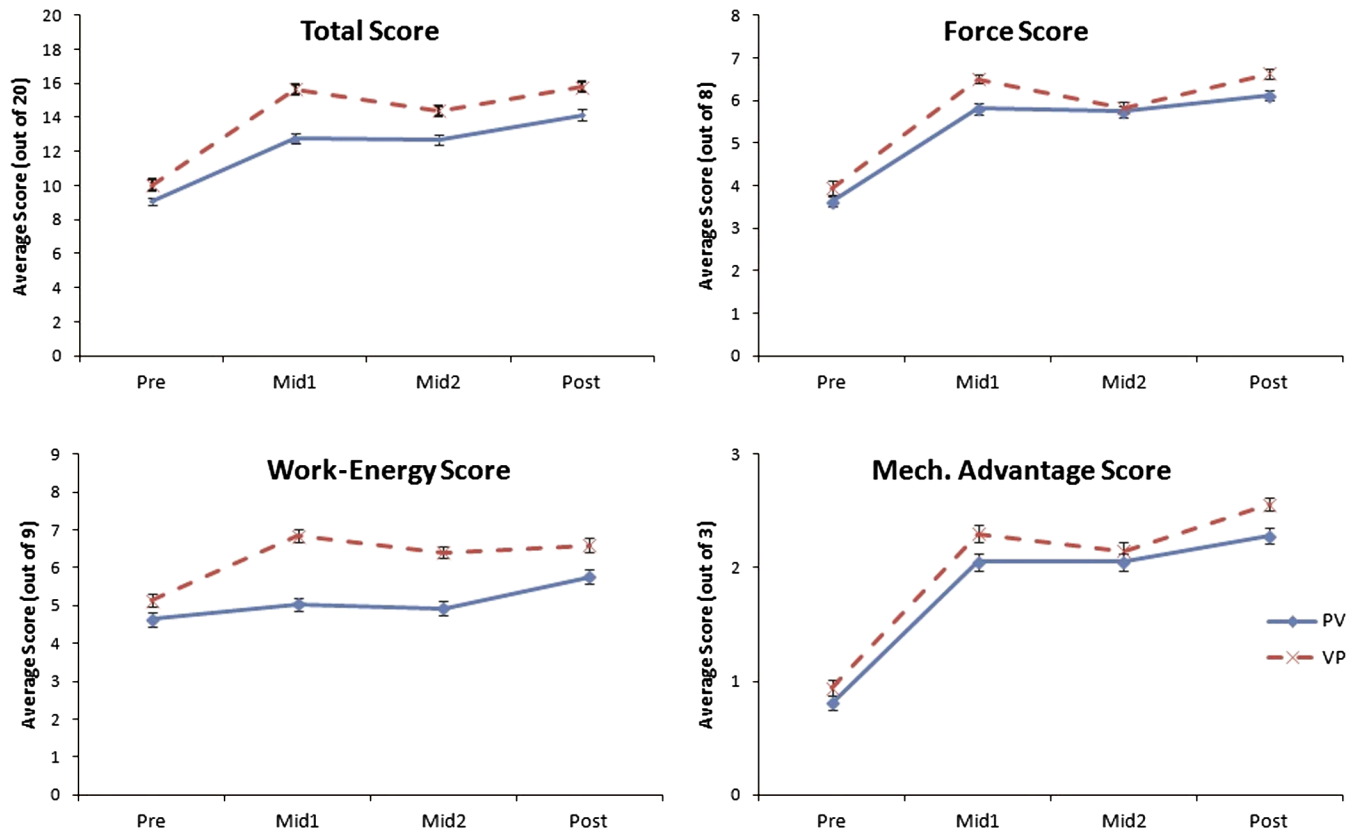 Total Score
Average Score (out of 20)
20
18
16
14
12
10
8
6
4
2
0
Pre Mid1 Mid2 Post
Force Score
Average Score (out of 8)
8
7
6
5
4
3
2
1
0
Pre Mid1 Mid2 Post
Work-Energy Score
Average Score (out of 9)
9
8
7
6
5
4
3
2
1
0
Pre Mid1 Mid2 Post
Mech. Advantage Score
Average Score (out of 3)
3
2
1
0
Pre Mid1 Mid2 Post
PV
VP